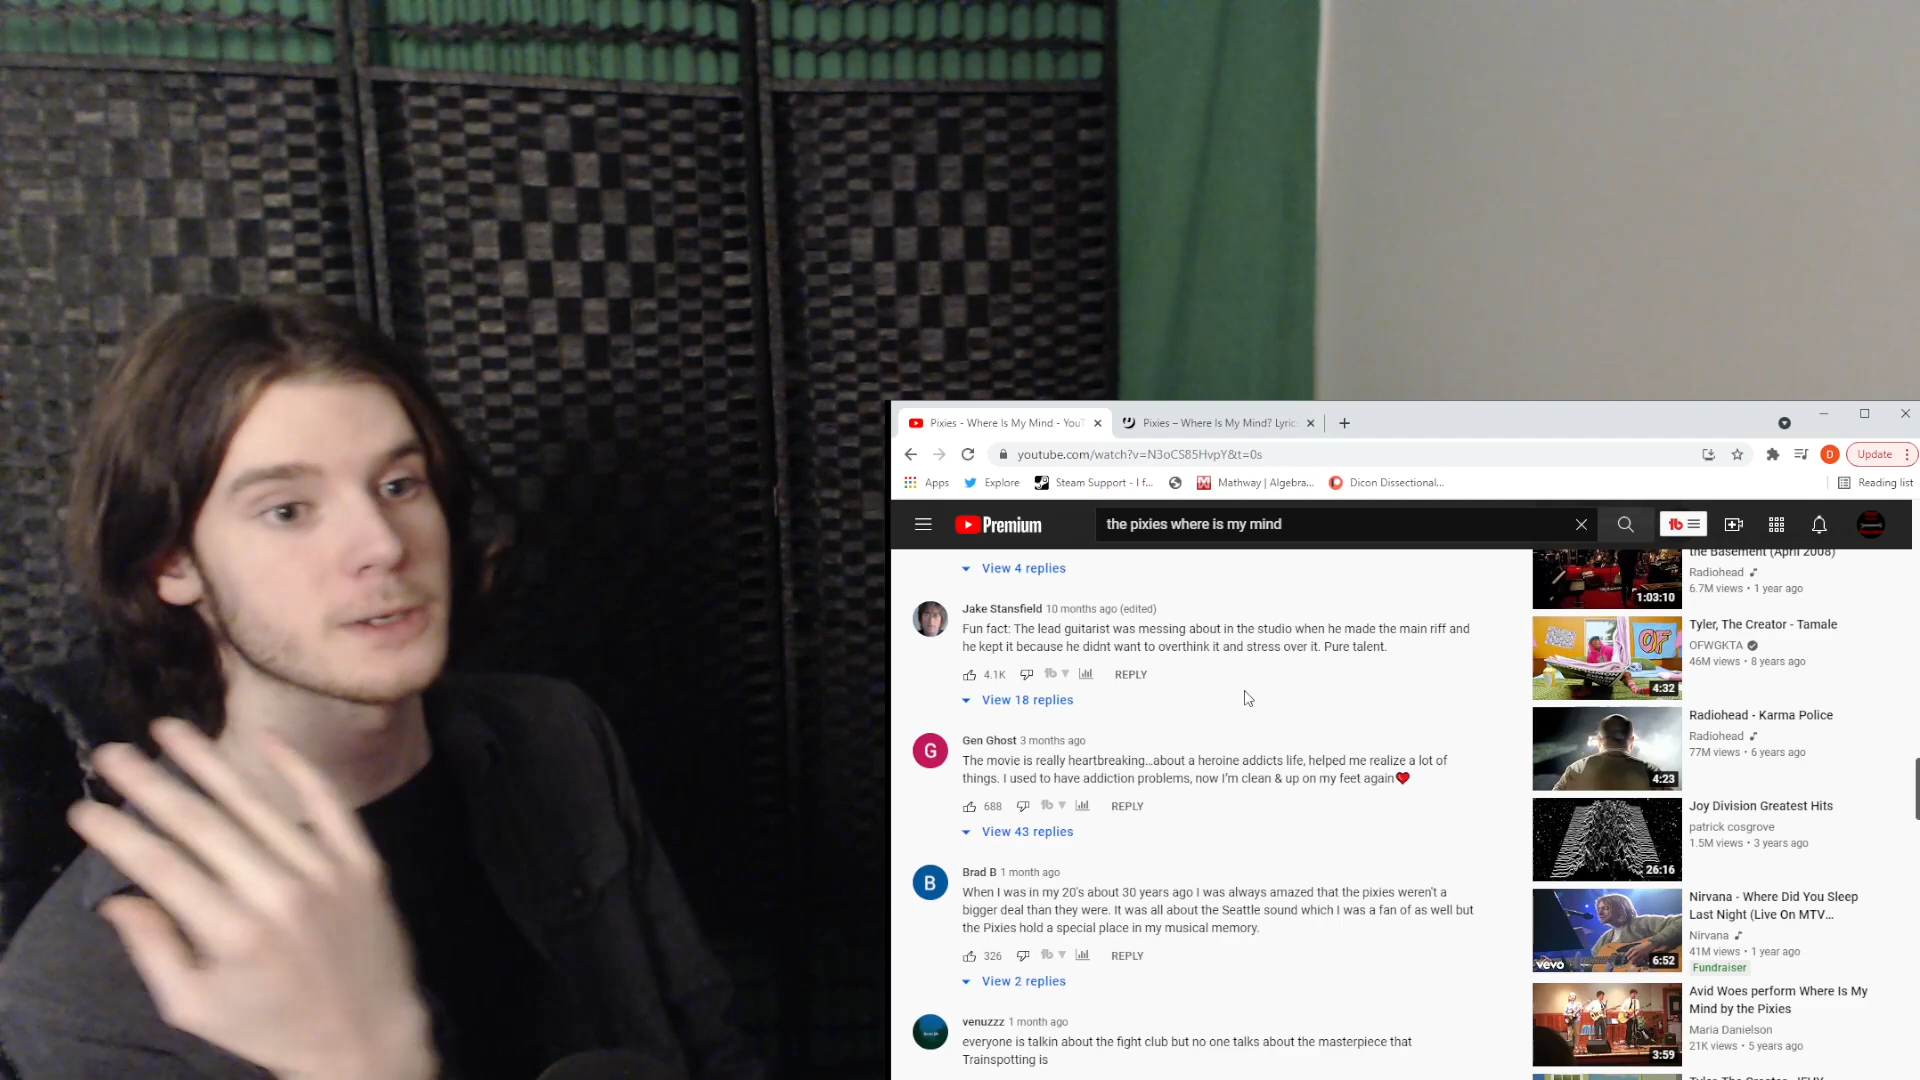 Pixies - Where Is My Mind - YouT
Pixies – Where Is My Mind? Lyric
youtube.com/watch?v=N3oCS85HvpY&t=0s
D
Update
Apps
Explore
Steam Support - I f...
Mathway | Algebra...
Dicon Dissectional...
Reading list
Premium
the pixies where is my mind
View 4 replies
Jake Stansfield 10 months ago (edited)
Fun fact: The lead guitarist was messing about in the studio when he made the main riff and
he kept it because he didnt want to overthink it and stress over it. Pure talent.
4.1K
REPLY
View 18 replies
G
Gen Ghost 3 months ago
The movie is really heartbreaking…about a heroine addicts life, helped me realize a lot of
things. I used to have addiction problems, now I'm clean & up on my feet again
688
REPLY
View 43 replies
B
Brad B 1 month ago
When I was in my 20's about 30 years ago I was always amazed that the pixies weren't a
bigger deal than they were. It was all about the Seattle sound which I was a fan of as well but
the Pixies hold a special place in my musical memory.
326
REPLY
View 2 replies
venuzzz 1 month ago
everyone is talkin about the fight club but no one talks about the masterpiece that
Trainspotting is
the Basement (April 2008)
Radiohead
6.7M views • 1 year ago
1:03:10
Tyler, The Creator - Tamale
OFWGKTA
46M views • 8 years ago
OF
4:32
Radiohead - Karma Police
Radiohead
77M views • 6 years ago
4:23
Joy Division Greatest Hits
patrick cosgrove
1.5M views • 3 years ago
26:16
Nirvana - Where Did You Sleep
Last Night (Live On MTV...
Nirvana
41M views • 1 year ago
Fundraiser
vevo
6:52
Avid Woes perform Where Is My
Mind by the Pixies
Maria Danielson
21K views • 5 years ago
3:59